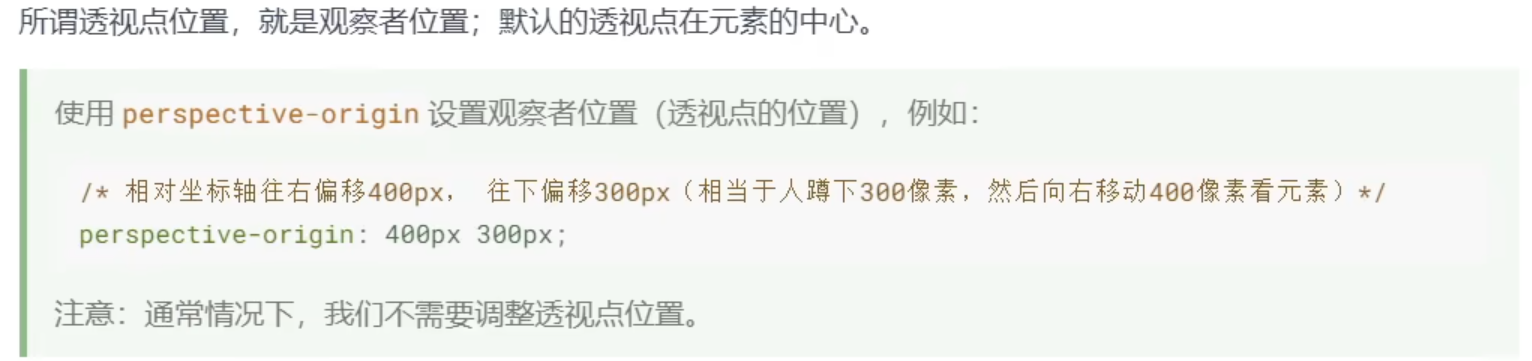 所谓透视点位置，就是观察者位置；默认的透视点在元素的中心。
使用 perspective-origin 设置观察者位置（透视点的位置），例如：
/* 相对坐标轴往右偏移400px， 往下偏移300px（相当于人蹲下300像素，然后向右移动400像素看元素）*/
perspective-origin: 400px 300px;
注意：通常情况下，我们不需要调整透视点位置。